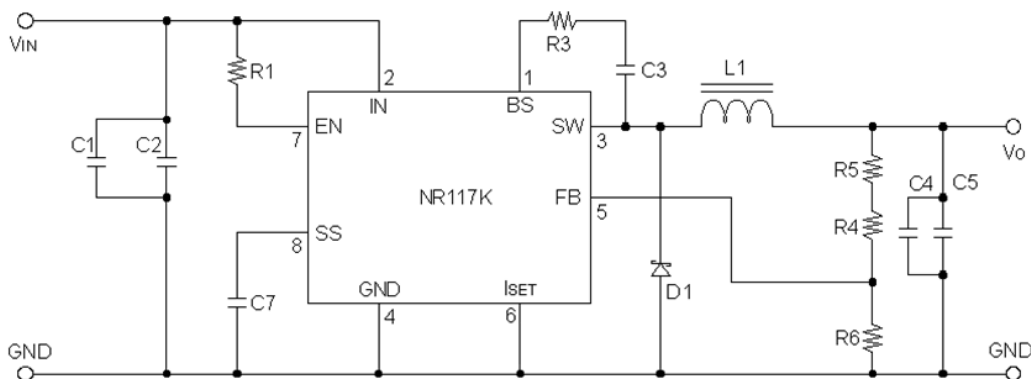 VIN
R1
2
IN
1
BS
R3
C3
L1
EN
7
SW
3
Vo
C1
C2
NR117K
FB
5
R5
R4
C4
C5
SS
8
C7
GND
4
ISET
6
D1
R6
GND
GND